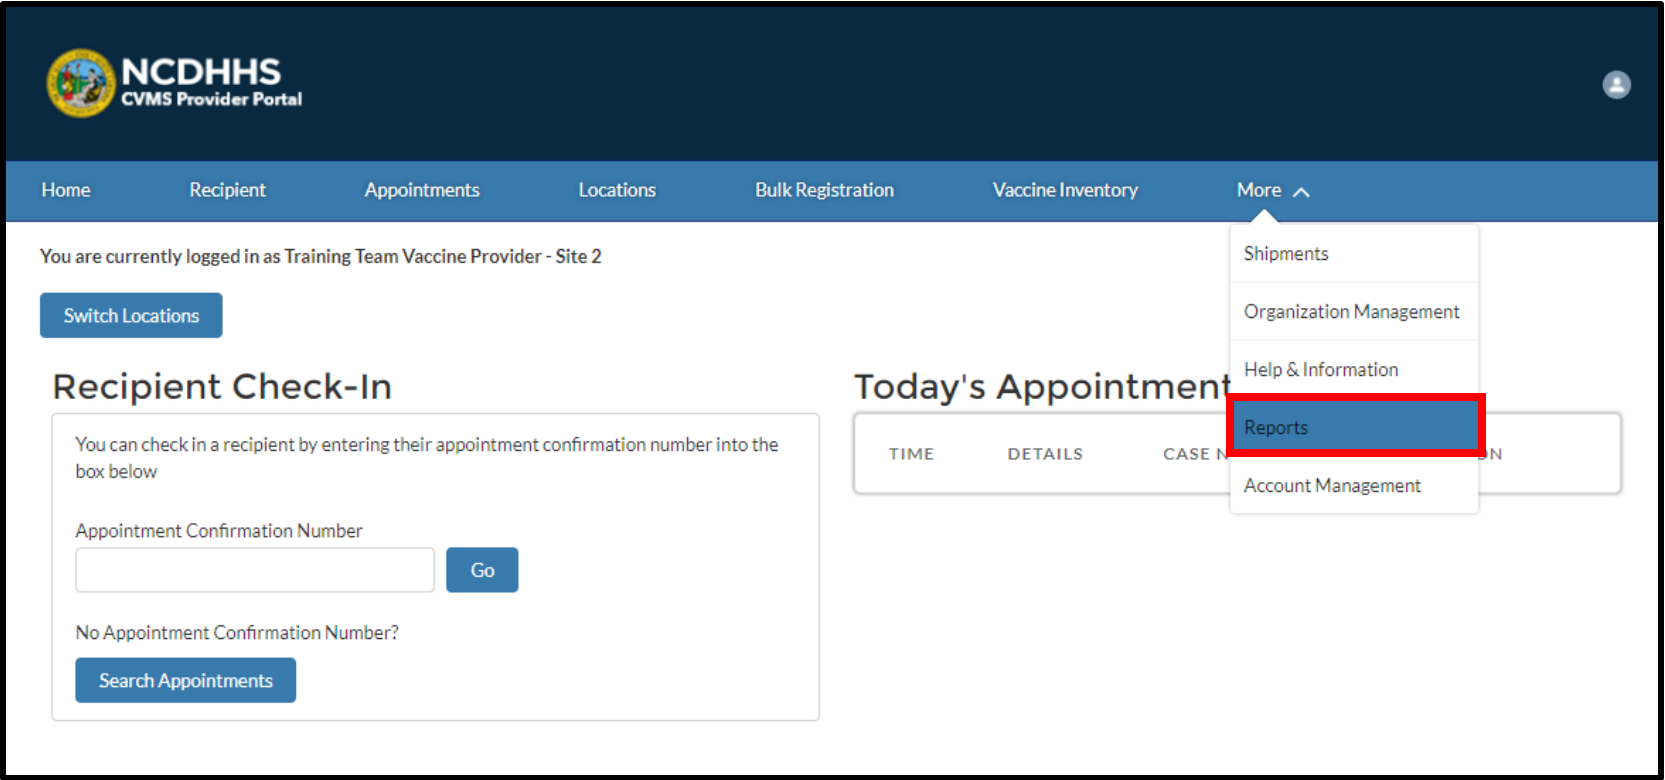 NCDHHS
CVMS Provider Portal
Home Recipient Appointments Locations Bulk Registration Vaccine Inventory More
You are currently logged in as Training Team Vaccine Provider - Site 2
Switch Locations
Shipments
Organization Management
Help & Information
Reports
Account Management
Recipient Check-In
You can check in a recipient by entering their appointment confirmation number into the
box below
Appointment Confirmation Number
Go
No Appointment Confirmation Number?
Search Appointments
Today's Appointment
TIME DETAILS CASE N